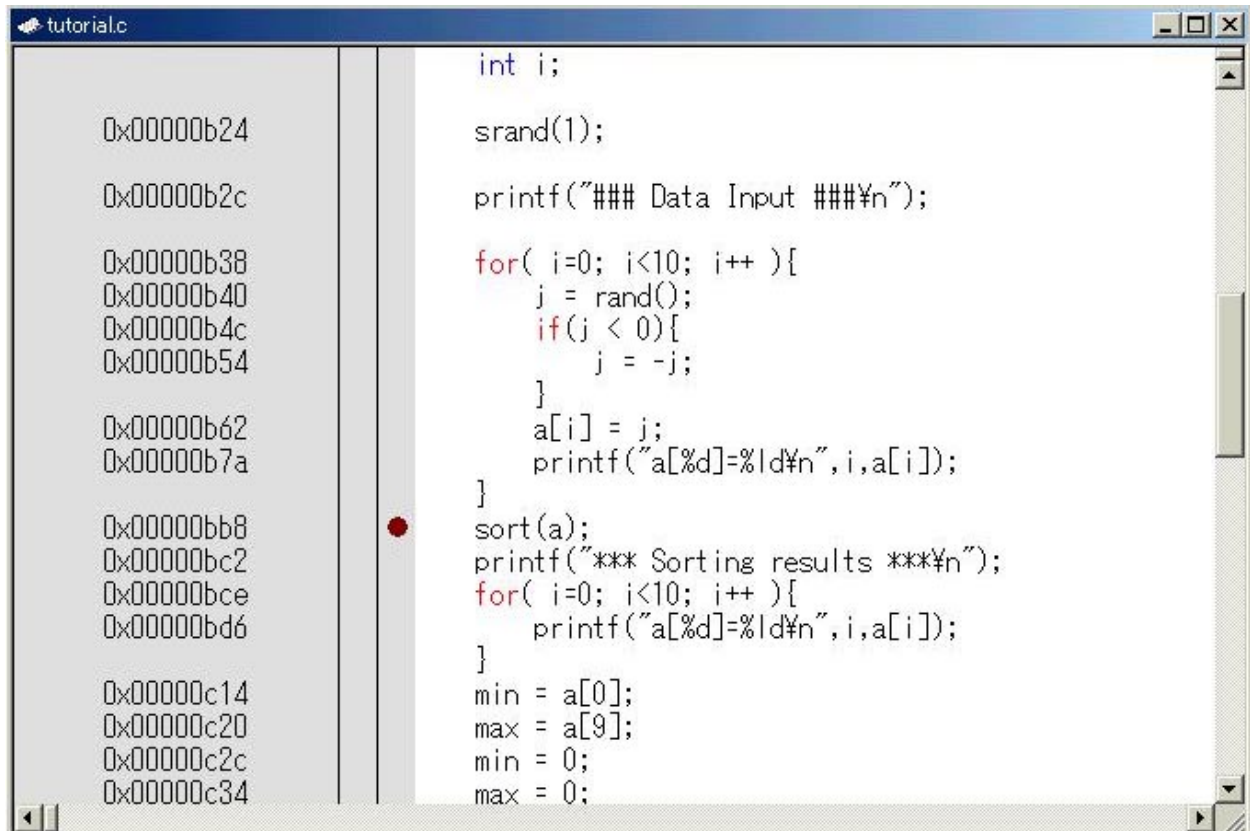 tutorial.c
int i;
0x00000b24 srand(1);
0x00000b2c printf("### Data Input ###¥n");
0x00000b38 for( i=0; i<10; i++ ){
0x00000b40 j = rand();
0x00000b4c if(j < 0){
0x00000b54 j = -j;
}
0x00000b62 a[i] = j;
0x00000b7a printf("a[%d]=%ld¥n",i,a[i]);
}
0x00000bb8 sort(a);
0x00000bc2 printf("*** Sorting results ***¥n");
0x00000bce for( i=0; i<10; i++ ){
0x00000bd6 printf("a[%d]=%ld¥n",i,a[i]);
}
0x00000c14 min = a[0];
0x00000c20 max = a[9];
0x00000c2c min = 0;
0x00000c34 max = 0;